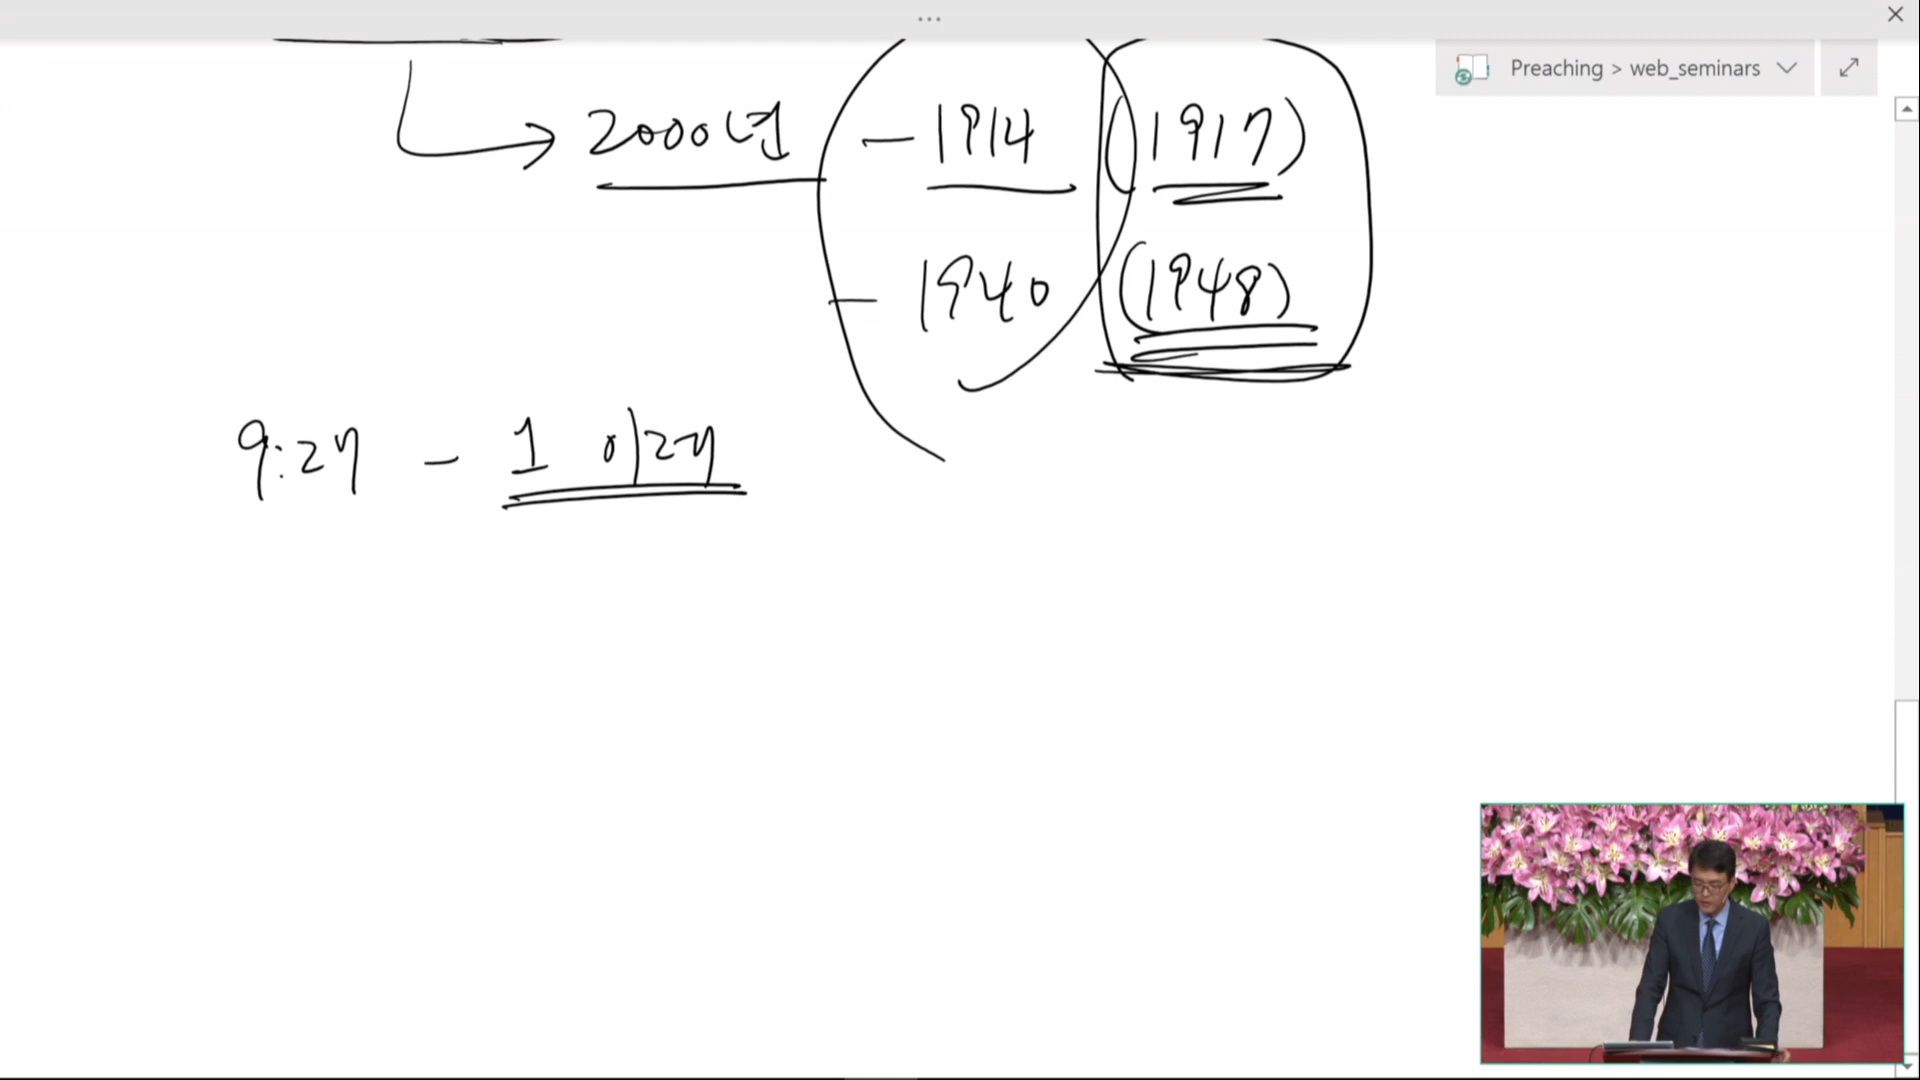 Preaching > web_seminars
2000년 - 1914 (1917)
- 1940 (1948)
9:27 - 1 이레